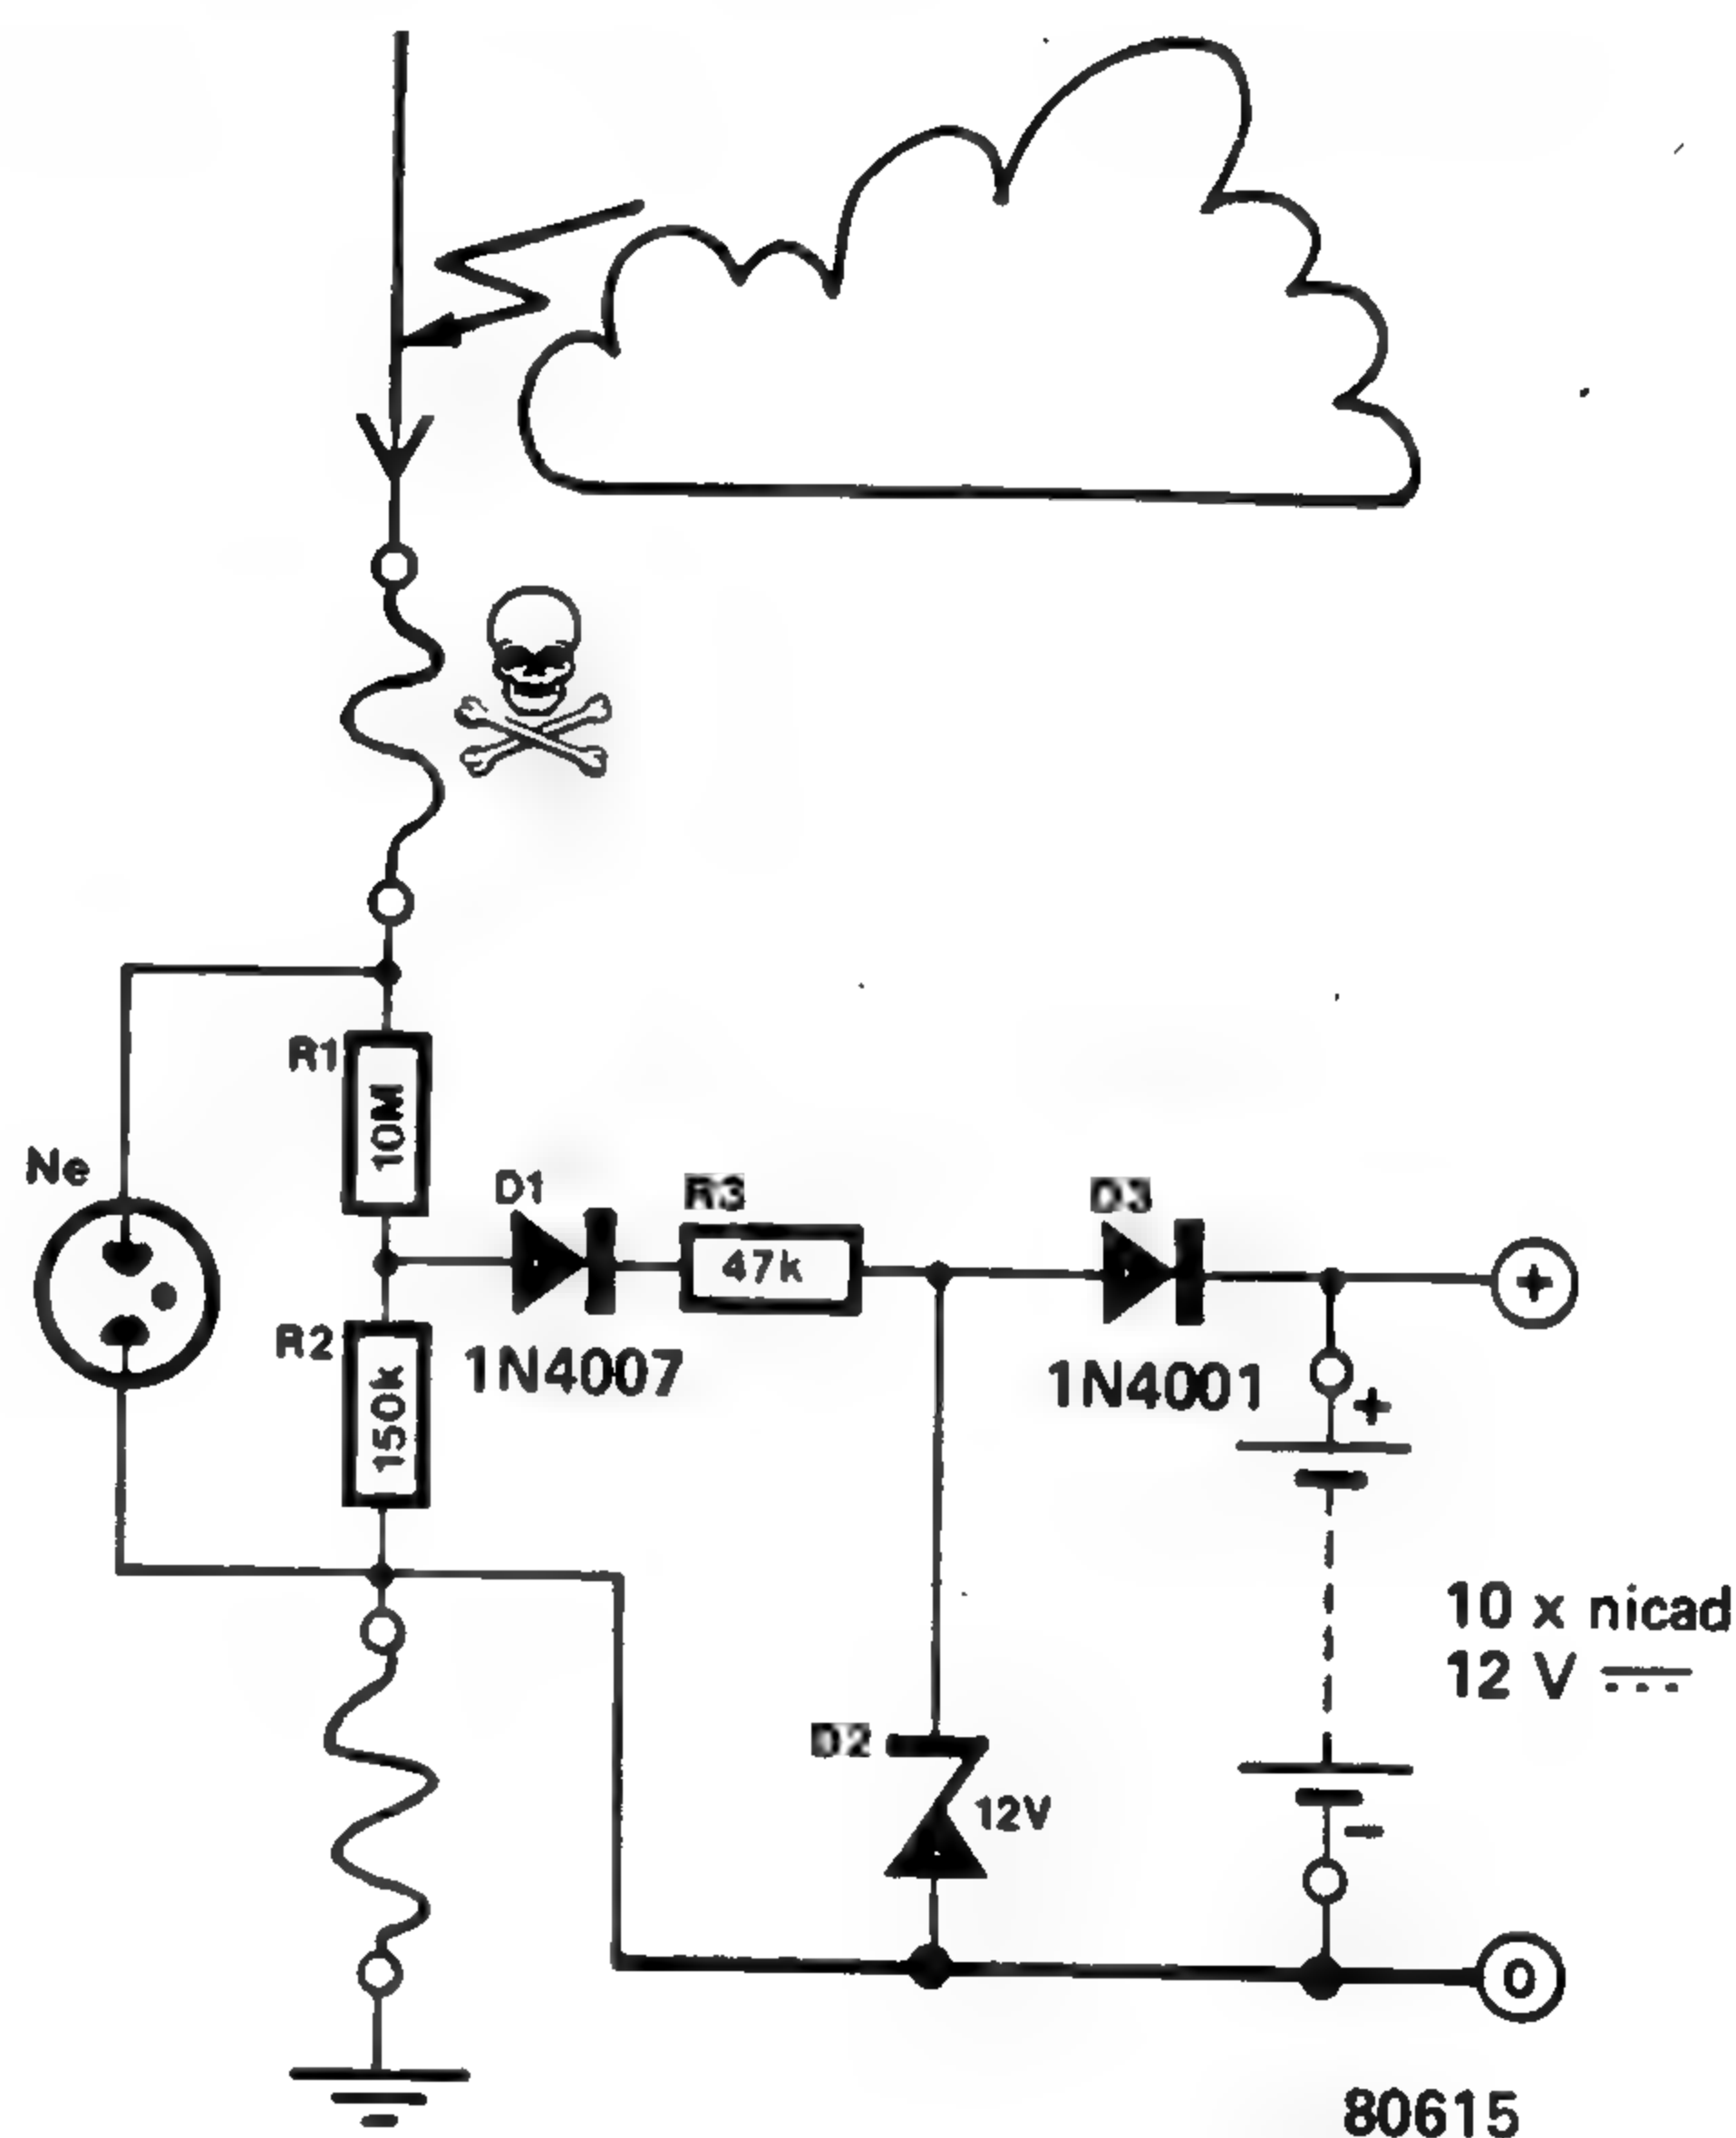 R1
10M
Ne
D1
R3
D3
47k
+
R2
150k
1N4007
1N4001
+
10 x nicad
12 V
D2
12V
-
0
80615